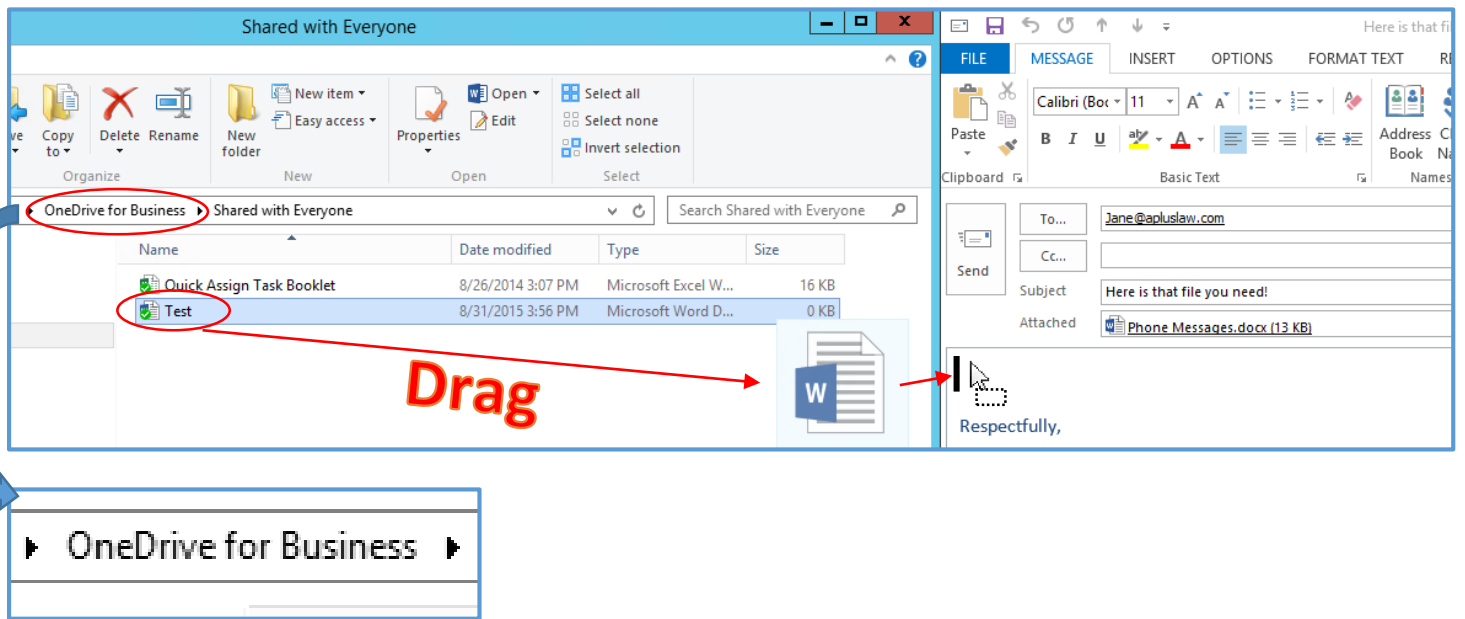 Shared with Everyone
Copy to
Delete
Rename
New folder
New item
Easy access
Properties
Open
Edit
Select all
Select none
Invert selection
Organize
New
Open
Select
OneDrive for Business
Shared with Everyone
Search Shared with Everyone
Name
Date modified
Type
Size
Quick Assign Task Booklet
8/26/2014 3:07 PM
Microsoft Excel W...
16 KB
Test
8/31/2015 3:56 PM
Microsoft Word D...
0 KB
Drag
W
Here is that
FILE
MESSAGE
INSERT
OPTIONS
FORMAT TEXT
Paste
Calibri (Boc
11
B I U
Address Book
Clipboard
Basic Text
Names
Send
To...
Jane@apluslaw.com
Cc...
Subject
Here is that file you need!
Attached
Phone Messages.docx (13 KB)
Respectfully,
OneDrive for Business